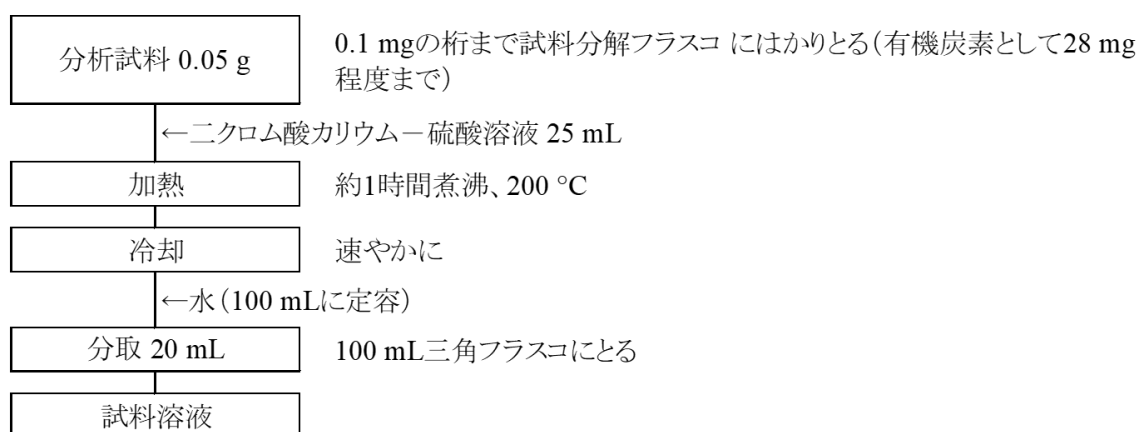 分析試料 0.05 g
0.1 mgの桁まで試料分解フラスコ にはかりとる（有機炭素として28 mg
程度まで）
←二クロム酸カリウム－硫酸溶液 25 mL
加熱
約1時間煮沸、200 °C
冷却
速やかに
←水（100 mLに定容）
分取 20 mL
100 mL三角フラスコにとる
試料溶液